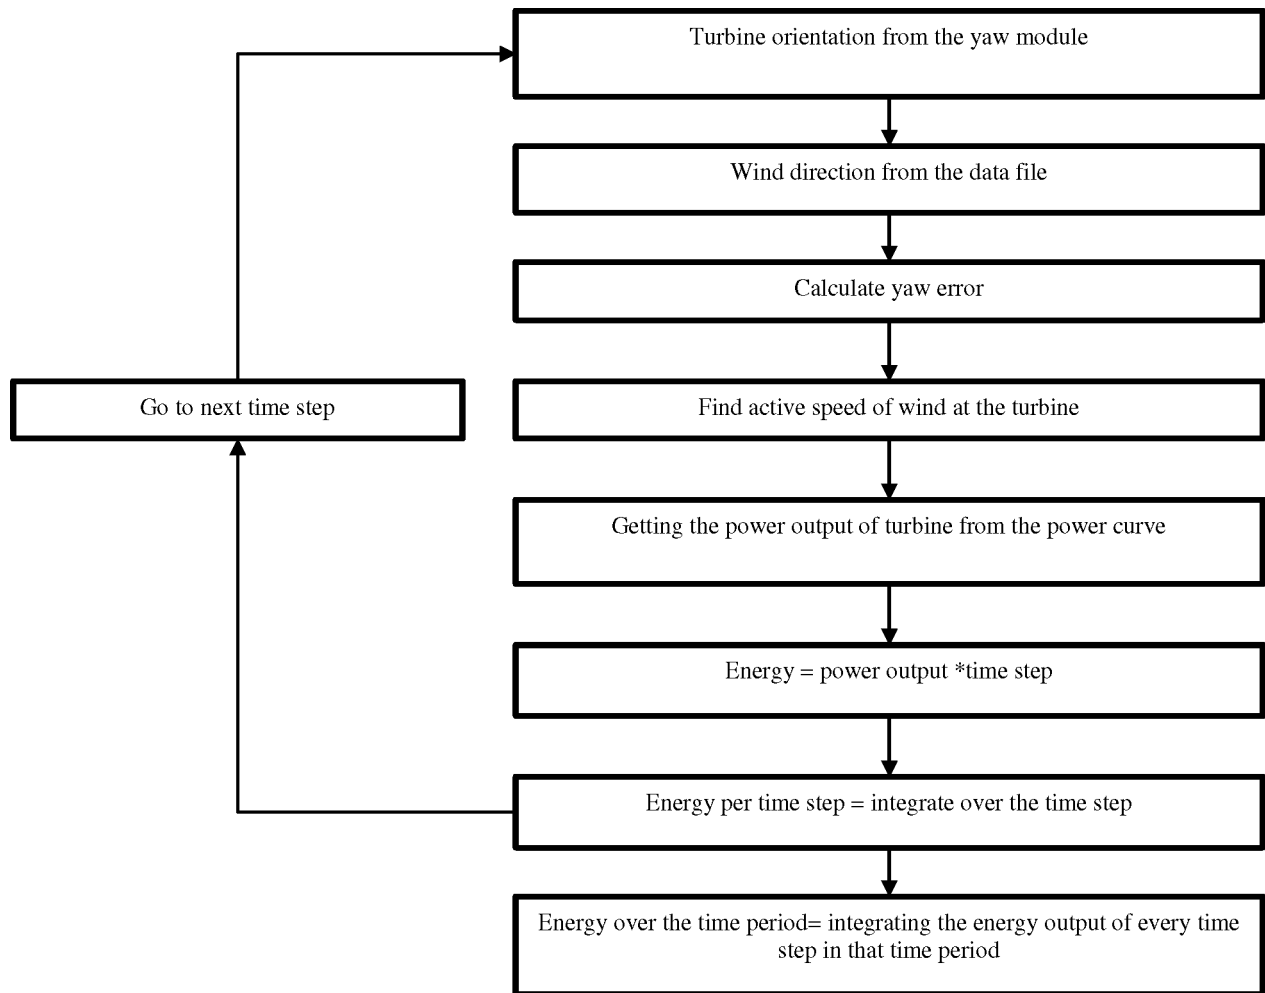 Turbine orientation from the yaw module
Wind direction from the data file
Calculate yaw error
Go to next time step
Find active speed of wind at the turbine
Getting the power output of turbine from the power curve
Energy = power output *time step
Energy per time step = integrate over the time step
Energy over the time period= integrating the energy output of every time
step in that time period